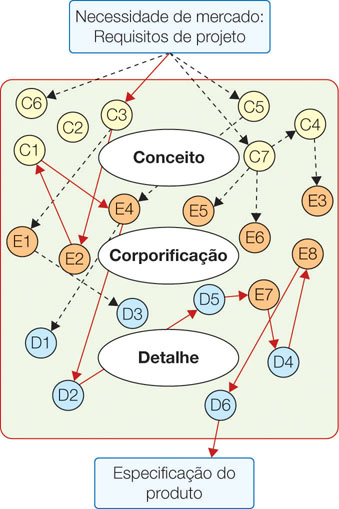 Necessidade de mercado:
Requisitos de projeto
C6
C2
C3
C5
C4
C1
Conceito
C7
E4
E5
E3
E1
E2
Corporificação
E6
E8
D3
D5
E7
D1
Detalhe
D4
D2
D6
Especificação do
produto